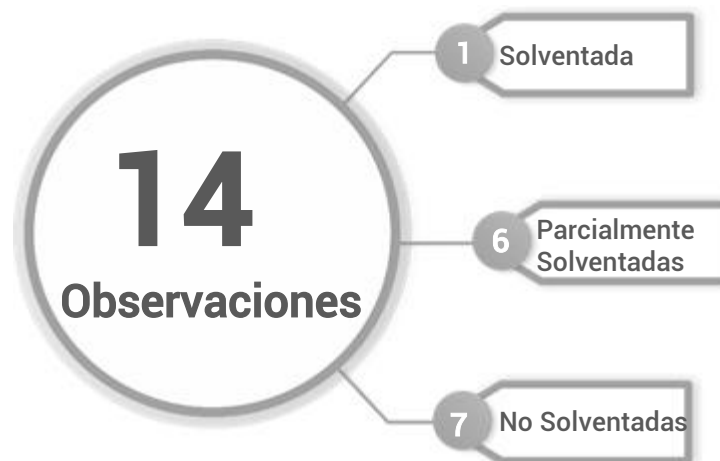 14
Observaciones
1
Solventada
6
Parcialmente
Solventadas
7
No Solventadas